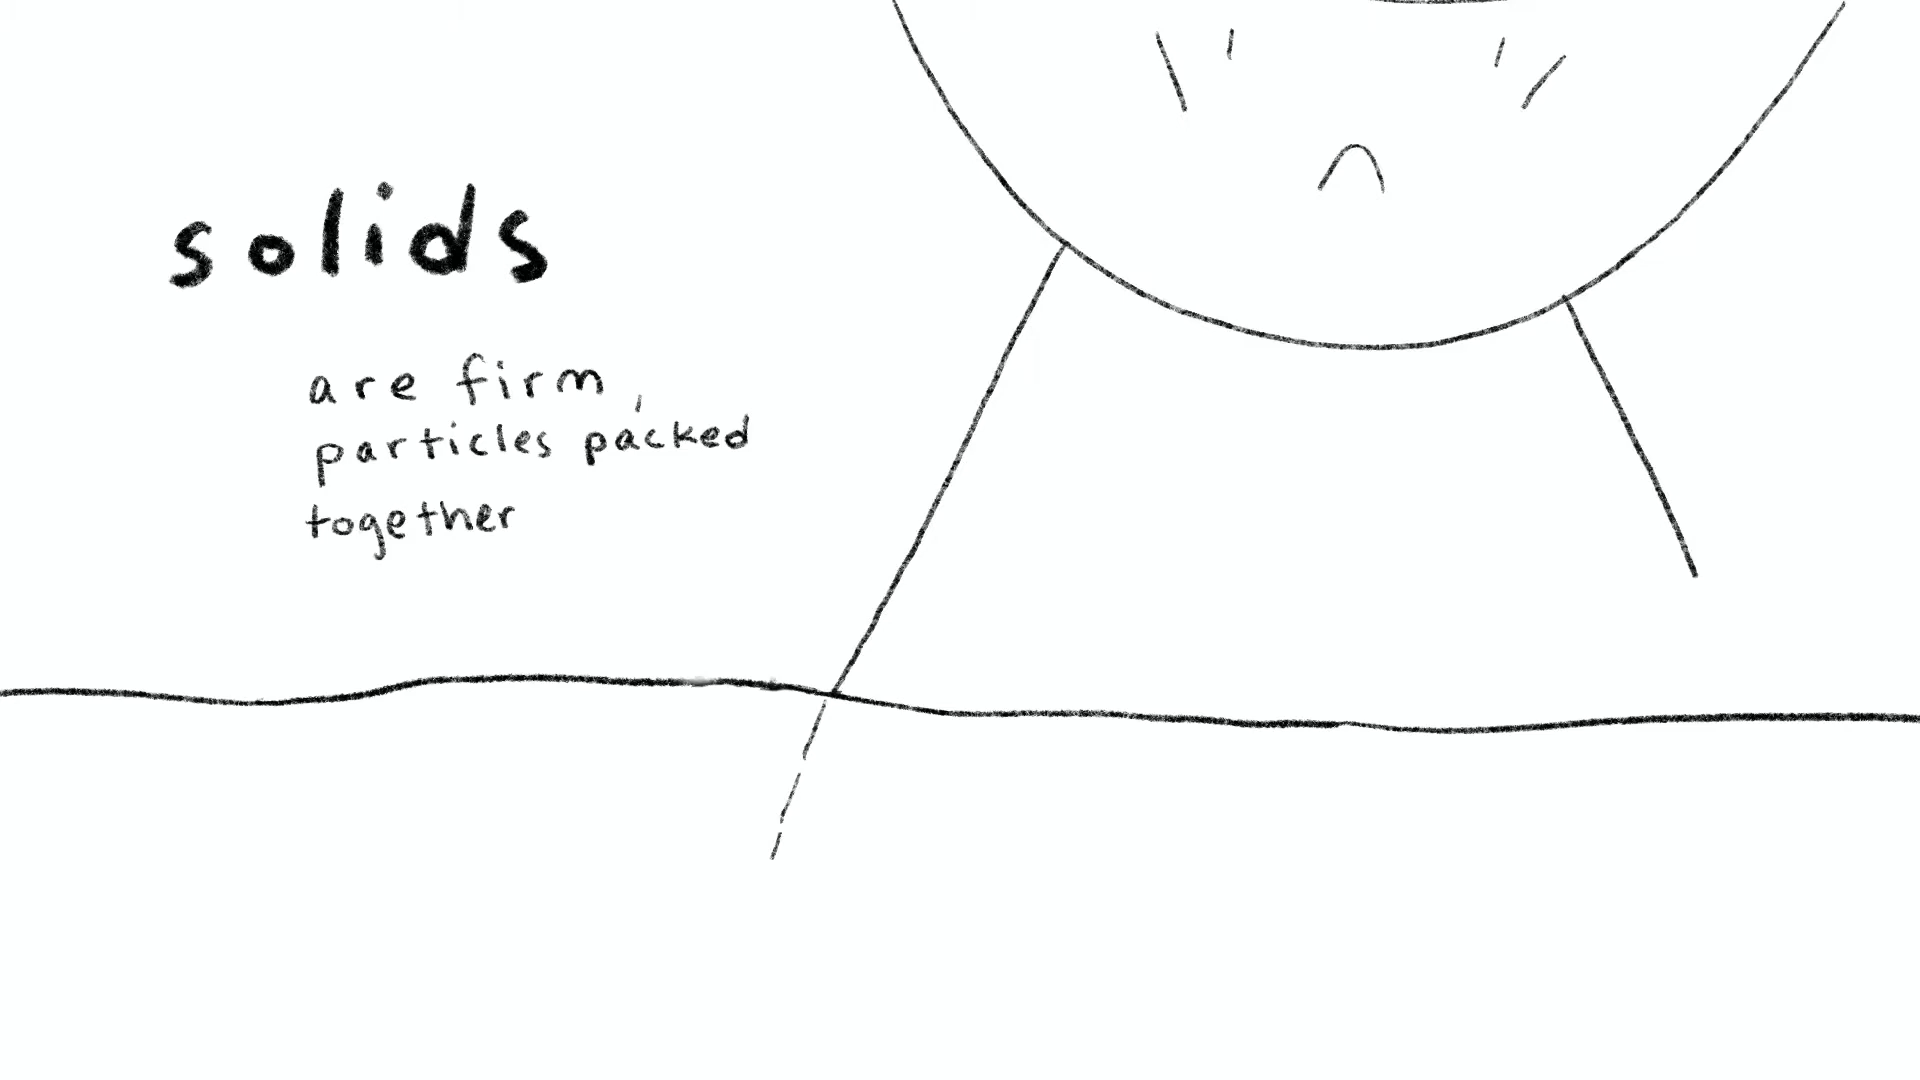 solids
are firm,
particles packed
together